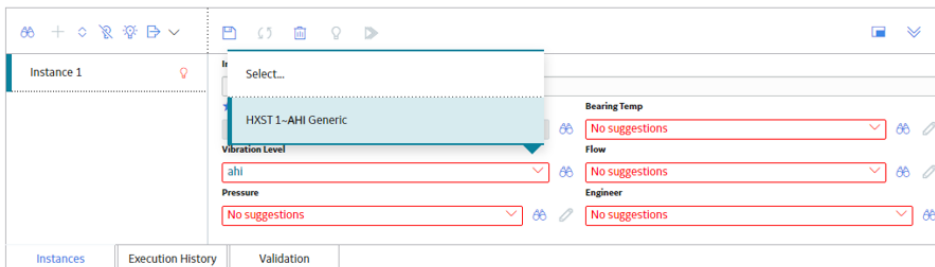 Instance 1
Select...
HXST 1~AHI Generic
Bearing Temp
No suggestions
Vibration Level
Flow
ahi
No suggestions
Pressure
Engineer
No suggestions
No suggestions
Instances
Execution History
Validation